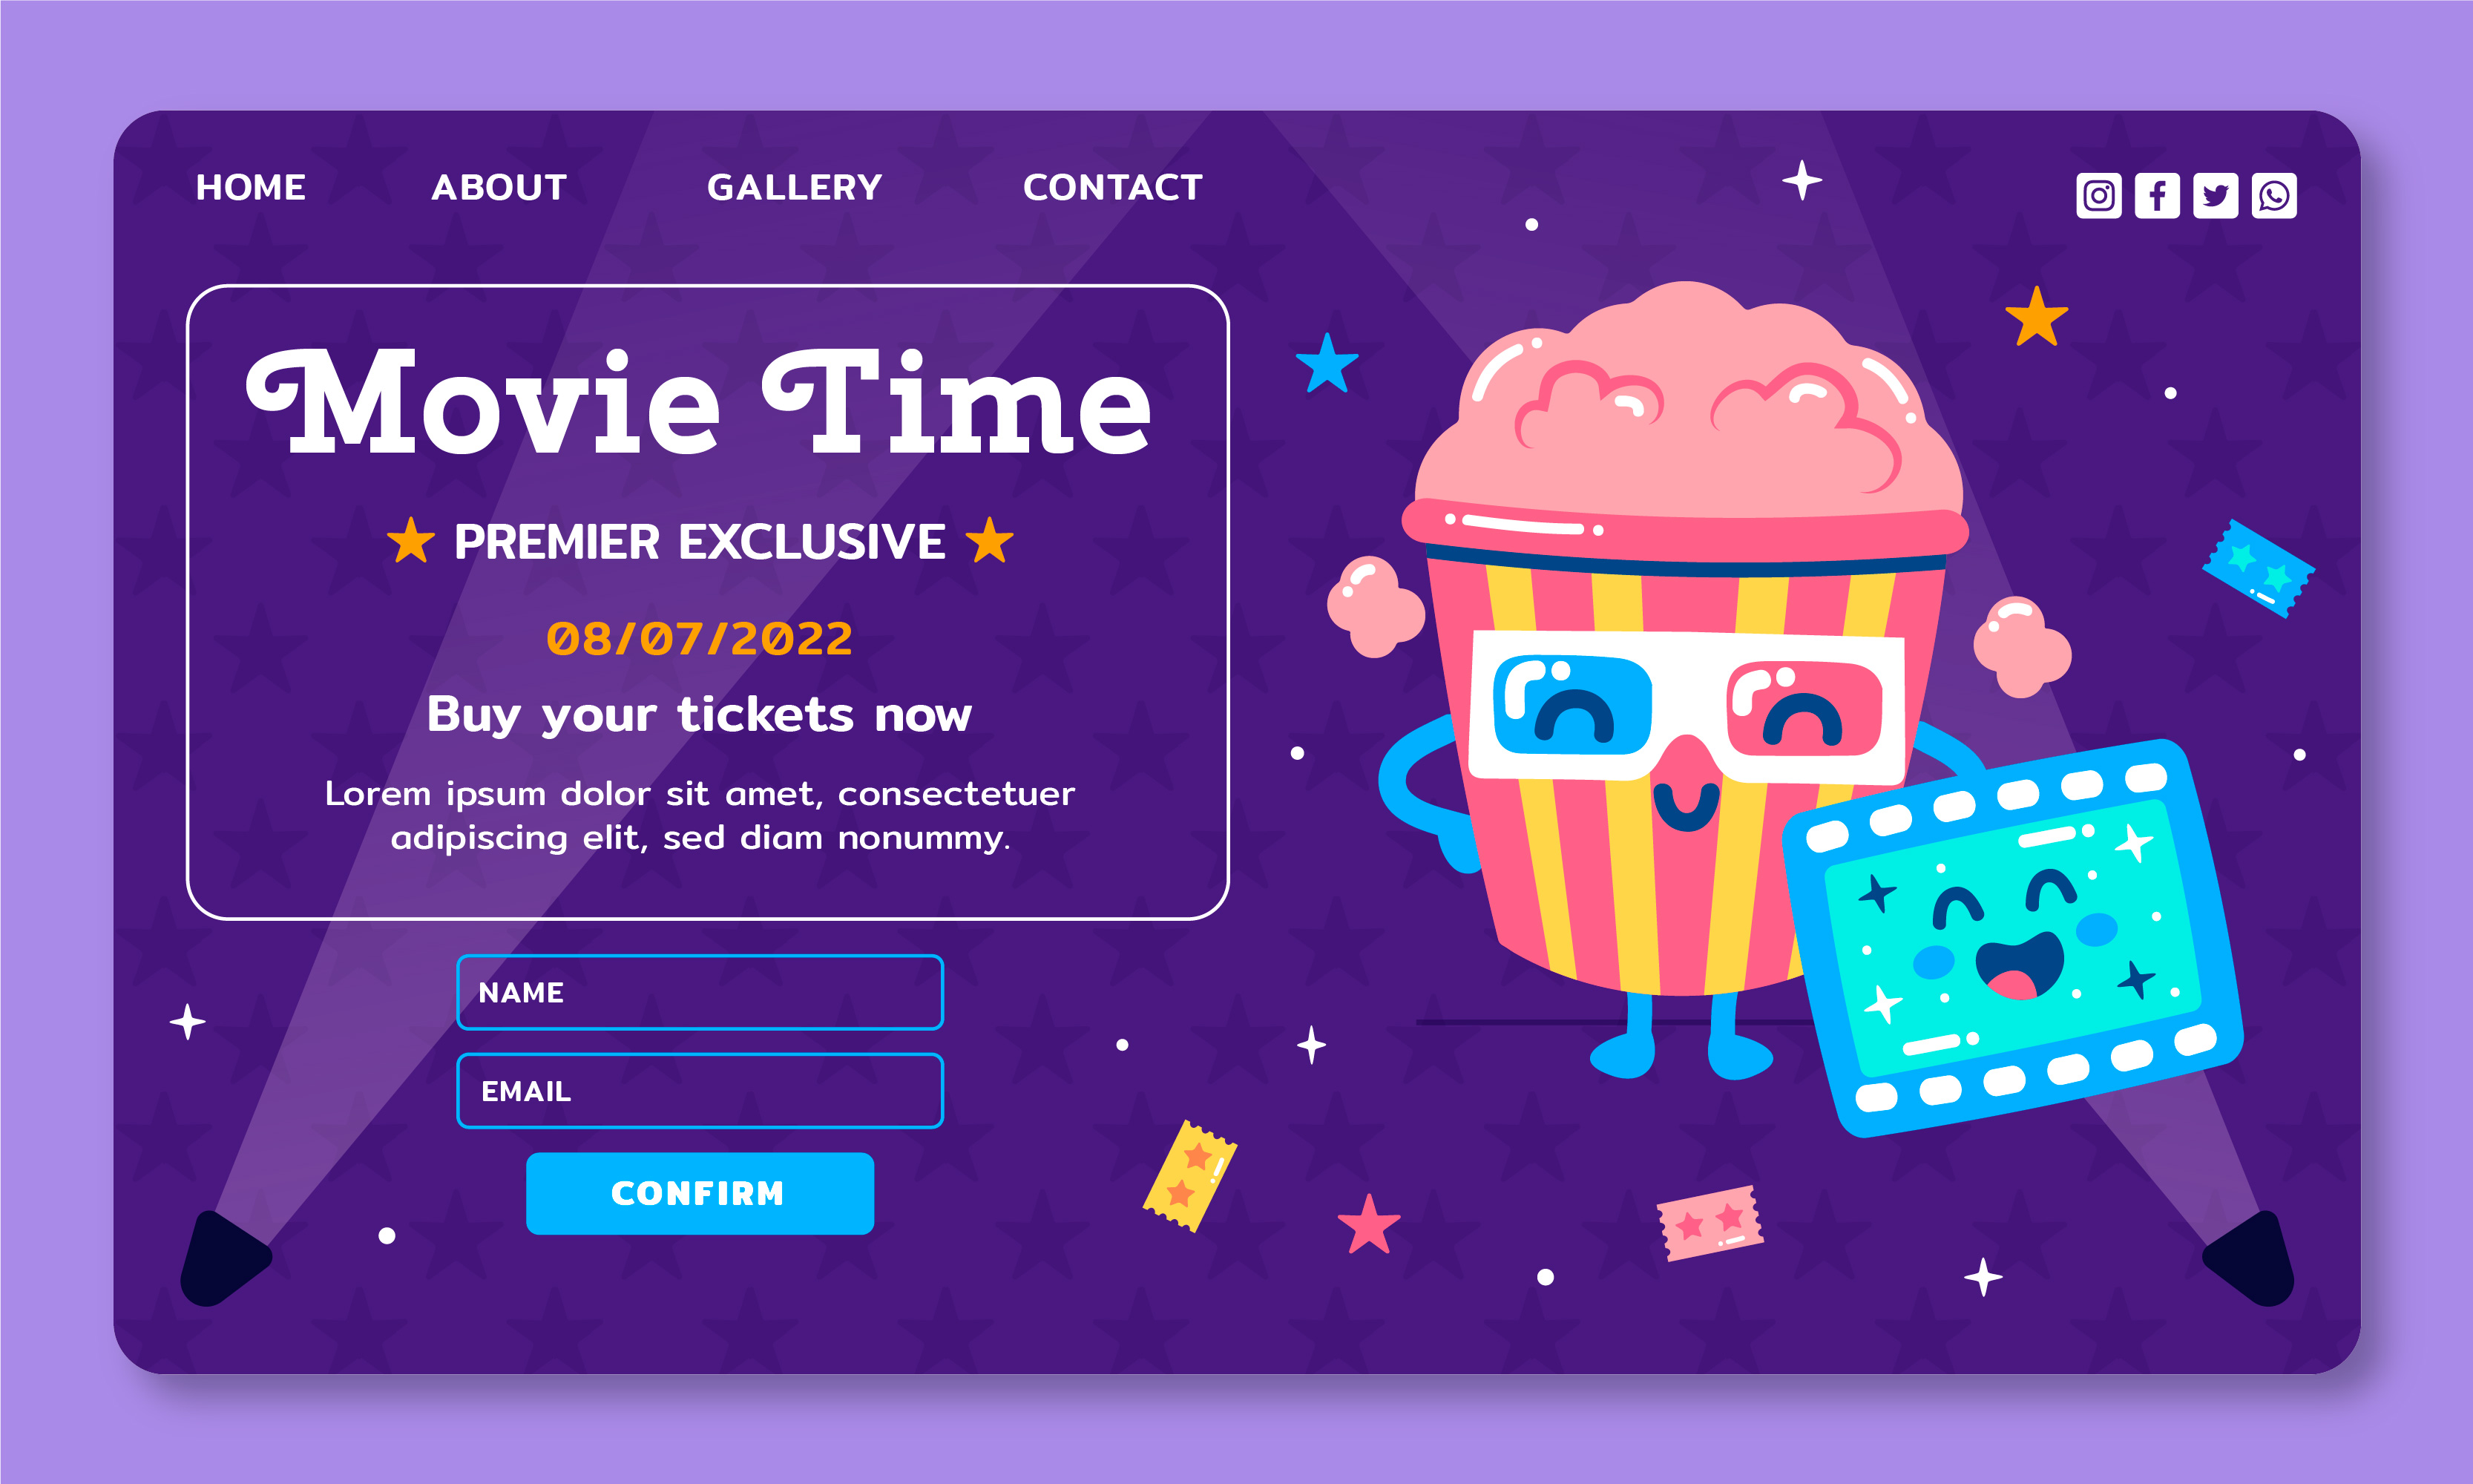 HOME ABOUT GALLERY CONTACT
Movie Time
PREMIER EXCLUSIVE
08/07/2022
Buy your tickets now
Lorem ipsum dolor sit amet, consectetuer
adipiscing elit, sed diam nonummy.
NAME
EMAIL
CONFIRM